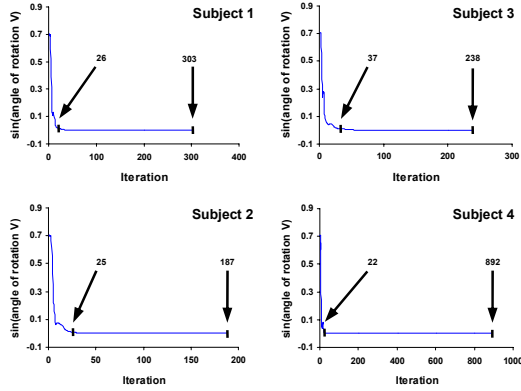 Subject 1
sin(angle of rotation V)
0.9
0.7
0.5
0.3
0.1
-0.1
26
303
0 100 200 300 400
Iteration
Subject 3
sin(angle of rotation V)
0.9
0.7
0.5
0.3
0.1
-0.1
37
238
0 100 200 300
Iteration
Subject 2
sin(angle of rotation V)
0.9
0.7
0.5
0.3
0.1
-0.1
25
187
0 50 100 150 200
Iteration
Subject 4
sin(angle of rotation V)
0.9
0.7
0.5
0.3
0.1
-0.1
22
892
0 200 400 600 800 1000
Iteration